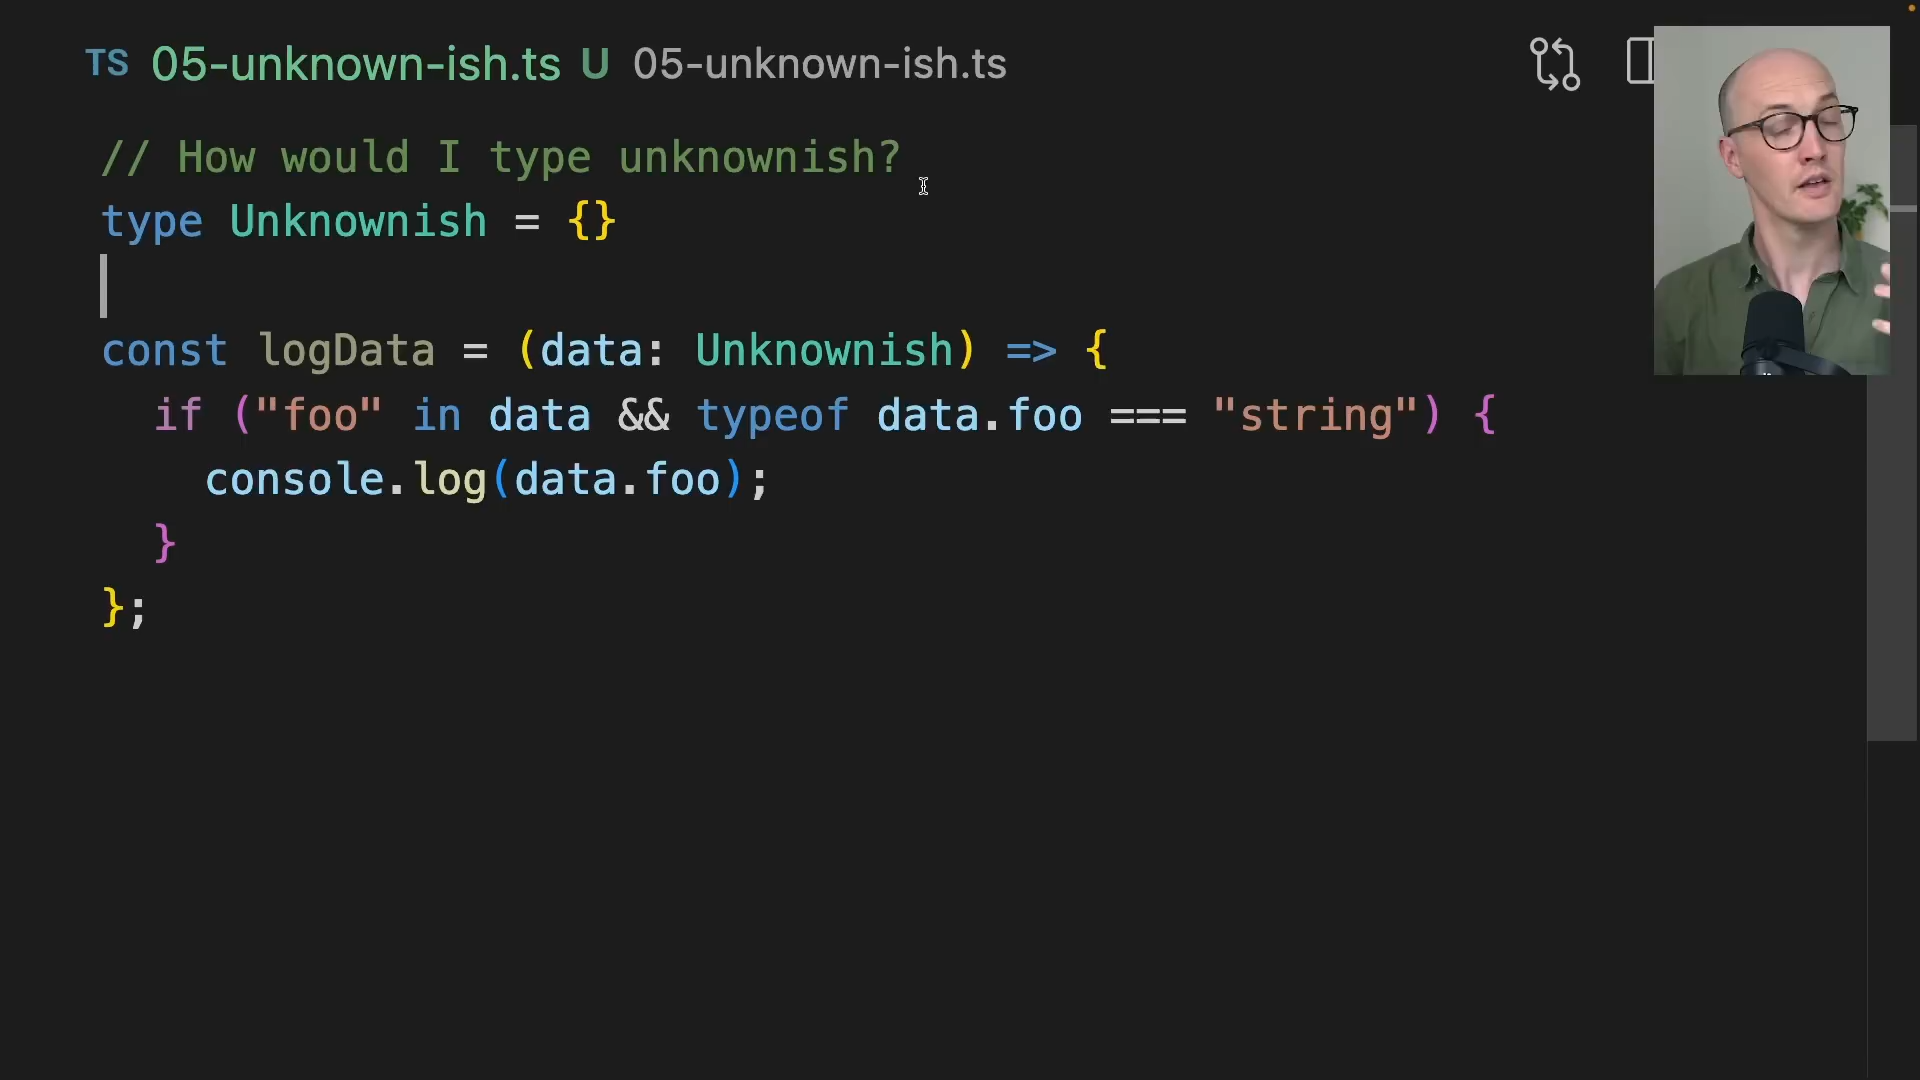 TS 05-unknown-ish.ts U 05-unknown-ish.ts
// How would I type unknownish?
type Unknownish = {}
const logData = (data: Unknownish) => {
  if ("foo" in data && typeof data.foo === "string") {
    console.log(data.foo);
  }
};